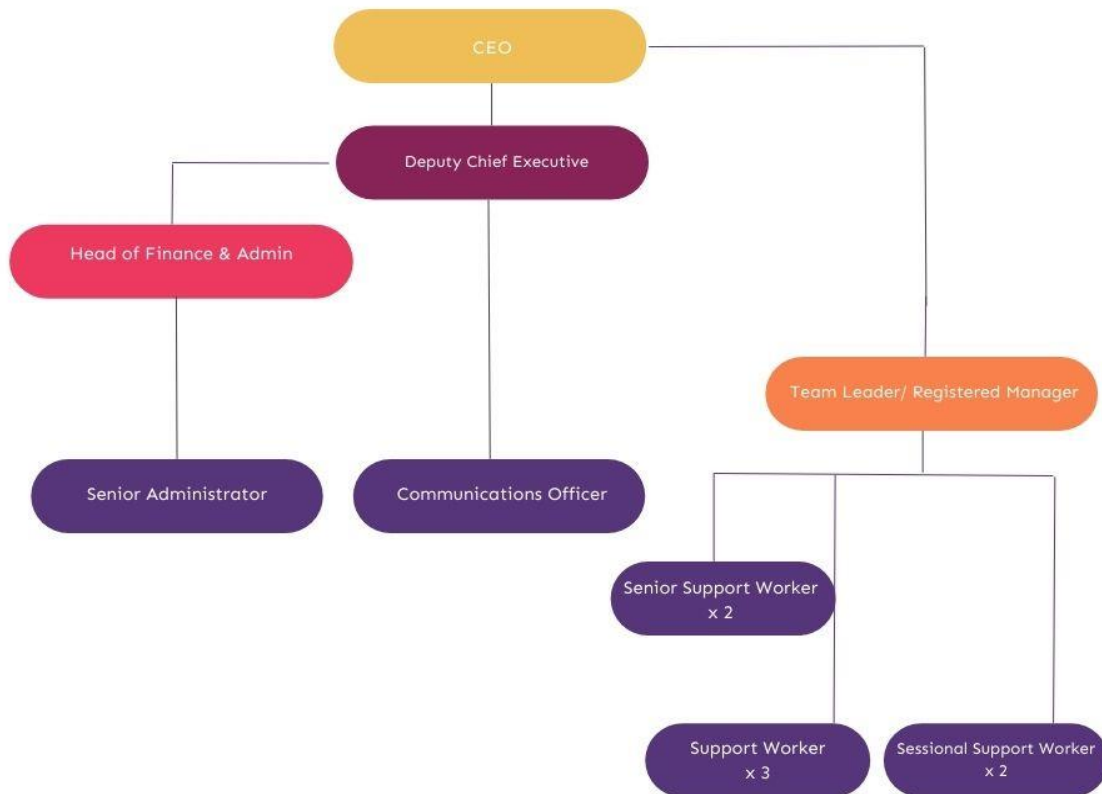 CEO
Deputy Chief Executive
Head of Finance & Admin
Team Leader/ Registered Manager
Senior Administrator
Communications Officer
Senior Support Worker
x 2
Support Worker
x 3
Sessional Support Worker
x 2